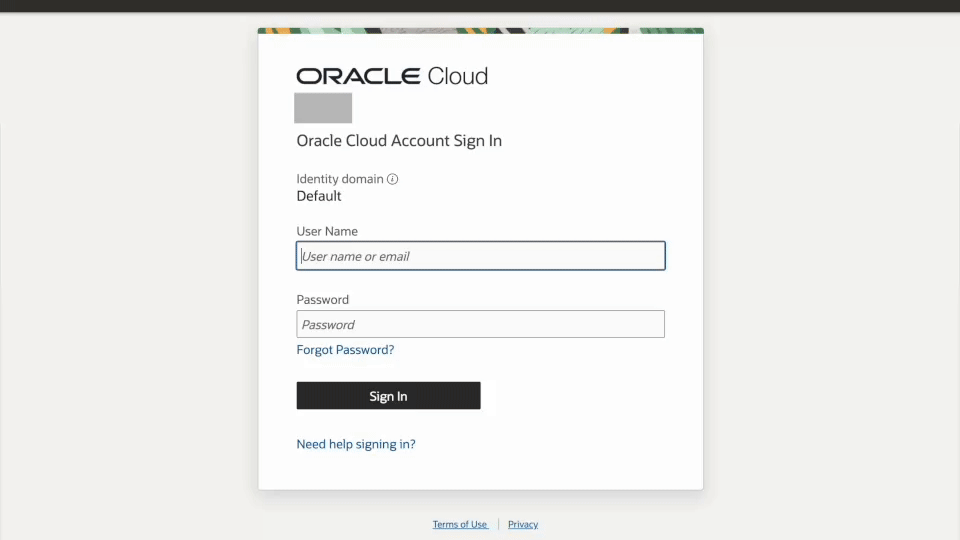 ORACLE Cloud
Oracle Cloud Account Sign In
Identity domain
Default
User Name
User name or email
Password
Password
Forgot Password?
Sign In
Need help signing in?
Terms of Use
Privacy